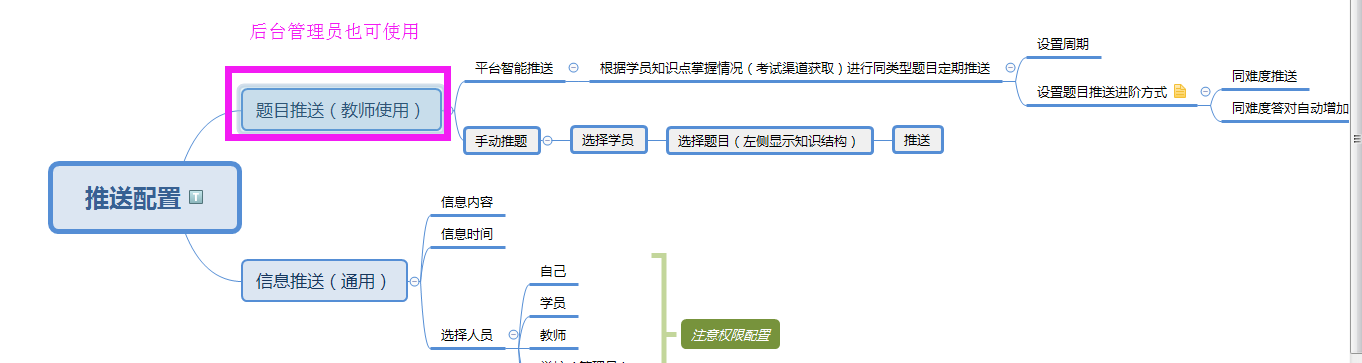 后台管理员也可使用
设置周期
平台智能推送
根据学员知识点掌握情况（考试渠道获取）进行同类型题目定期推送
同难度推送
设置题目推送进阶方式
题目推送（教师使用）
同难度答对自动增加
手动推题
选择学员
选择题目（左侧显示知识结构）
推送
推送配置
T
信息内容
信息时间
自己
信息推送（通用）
学员
选择人员
教师
注意权限配置